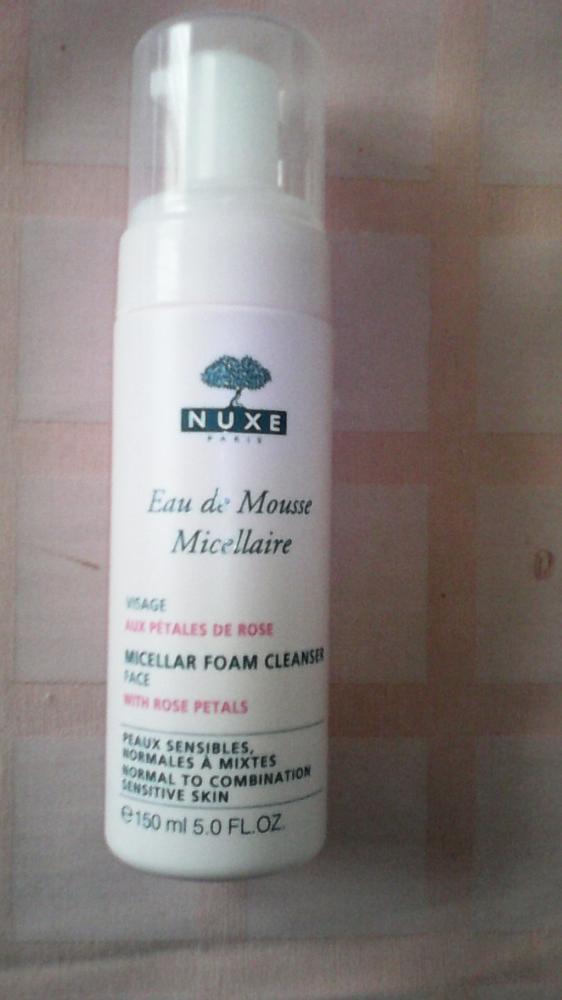 NUXE
PARIS
Eau de Mousse
Micellaire
VISAGE
AUX PÉTALES DE ROSE
MICELLAR FOAM CLEANSER
FACE
WITH ROSE PETALS
PEAUX SENSIBLES,
NORMALES À MIXTES
NORMAL TO COMBINATION
SENSITIVE SKIN
℮150 ml 5.0 FL.OZ.